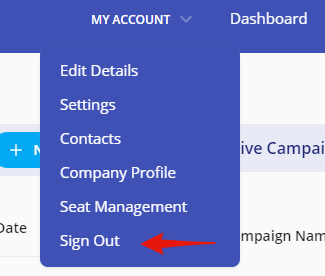 MY ACCOUNT Dashboard
Edit Details
Settings
Contacts
Company Profile
Seat Management
Sign Out
+ N
ive Campai
Date
mpaign Nam